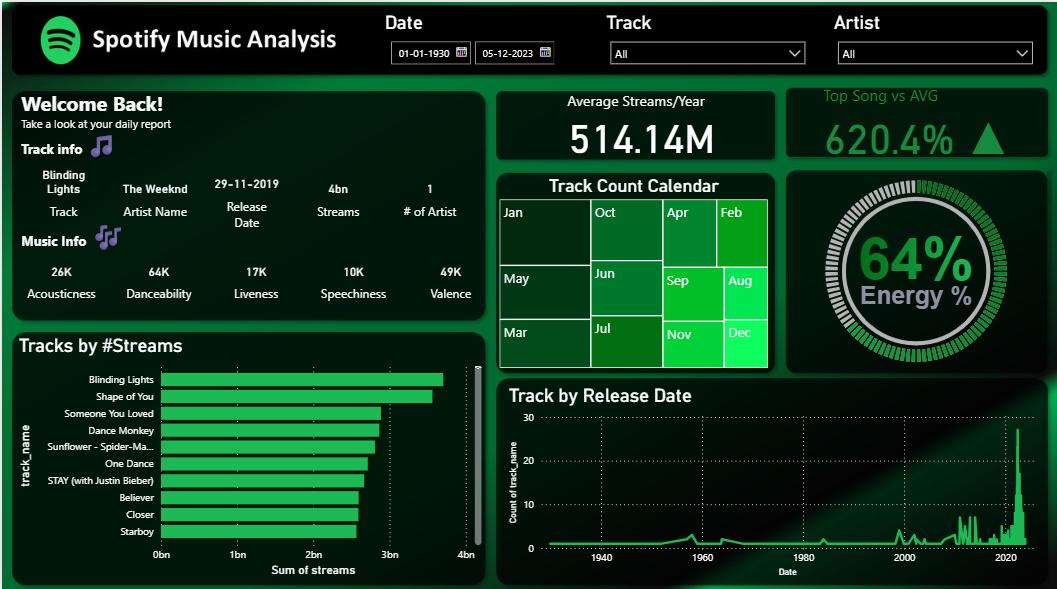 Spotify Music Analysis
Date
01-01-1930
05-12-2023
Track
All
Artist
All
Welcome Back!
Take a look at your daily report
Track info
Blinding
Lights
Track
The Weeknd
Artist Name
29-11-2019
Release
Date
4bn
Streams
1
# of Artist
Music Info
26K
Acousticness
64K
Danceability
17K
Liveness
10K
Speechiness
49K
Valence
Average Streams/Year
514.14M
Top Song vs AVG
620.4%
Track Count Calendar
Jan
May
Mar
Oct
Jun
Jul
Apr
Feb
Sep
Aug
Nov
Dec
64%
Energy %
Tracks by #Streams
track_name
Blinding Lights
Shape of You
Someone You Loved
Dance Monkey
Sunflower - Spider-Ma...
One Dance
STAY (with Justin Bieber)
Believer
Closer
Starboy
0bn 1bn 2bn 3bn 4bn
Sum of streams
Track by Release Date
Count of track_name
30
20
10
0
1940 1960 1980 2000 2020
Date